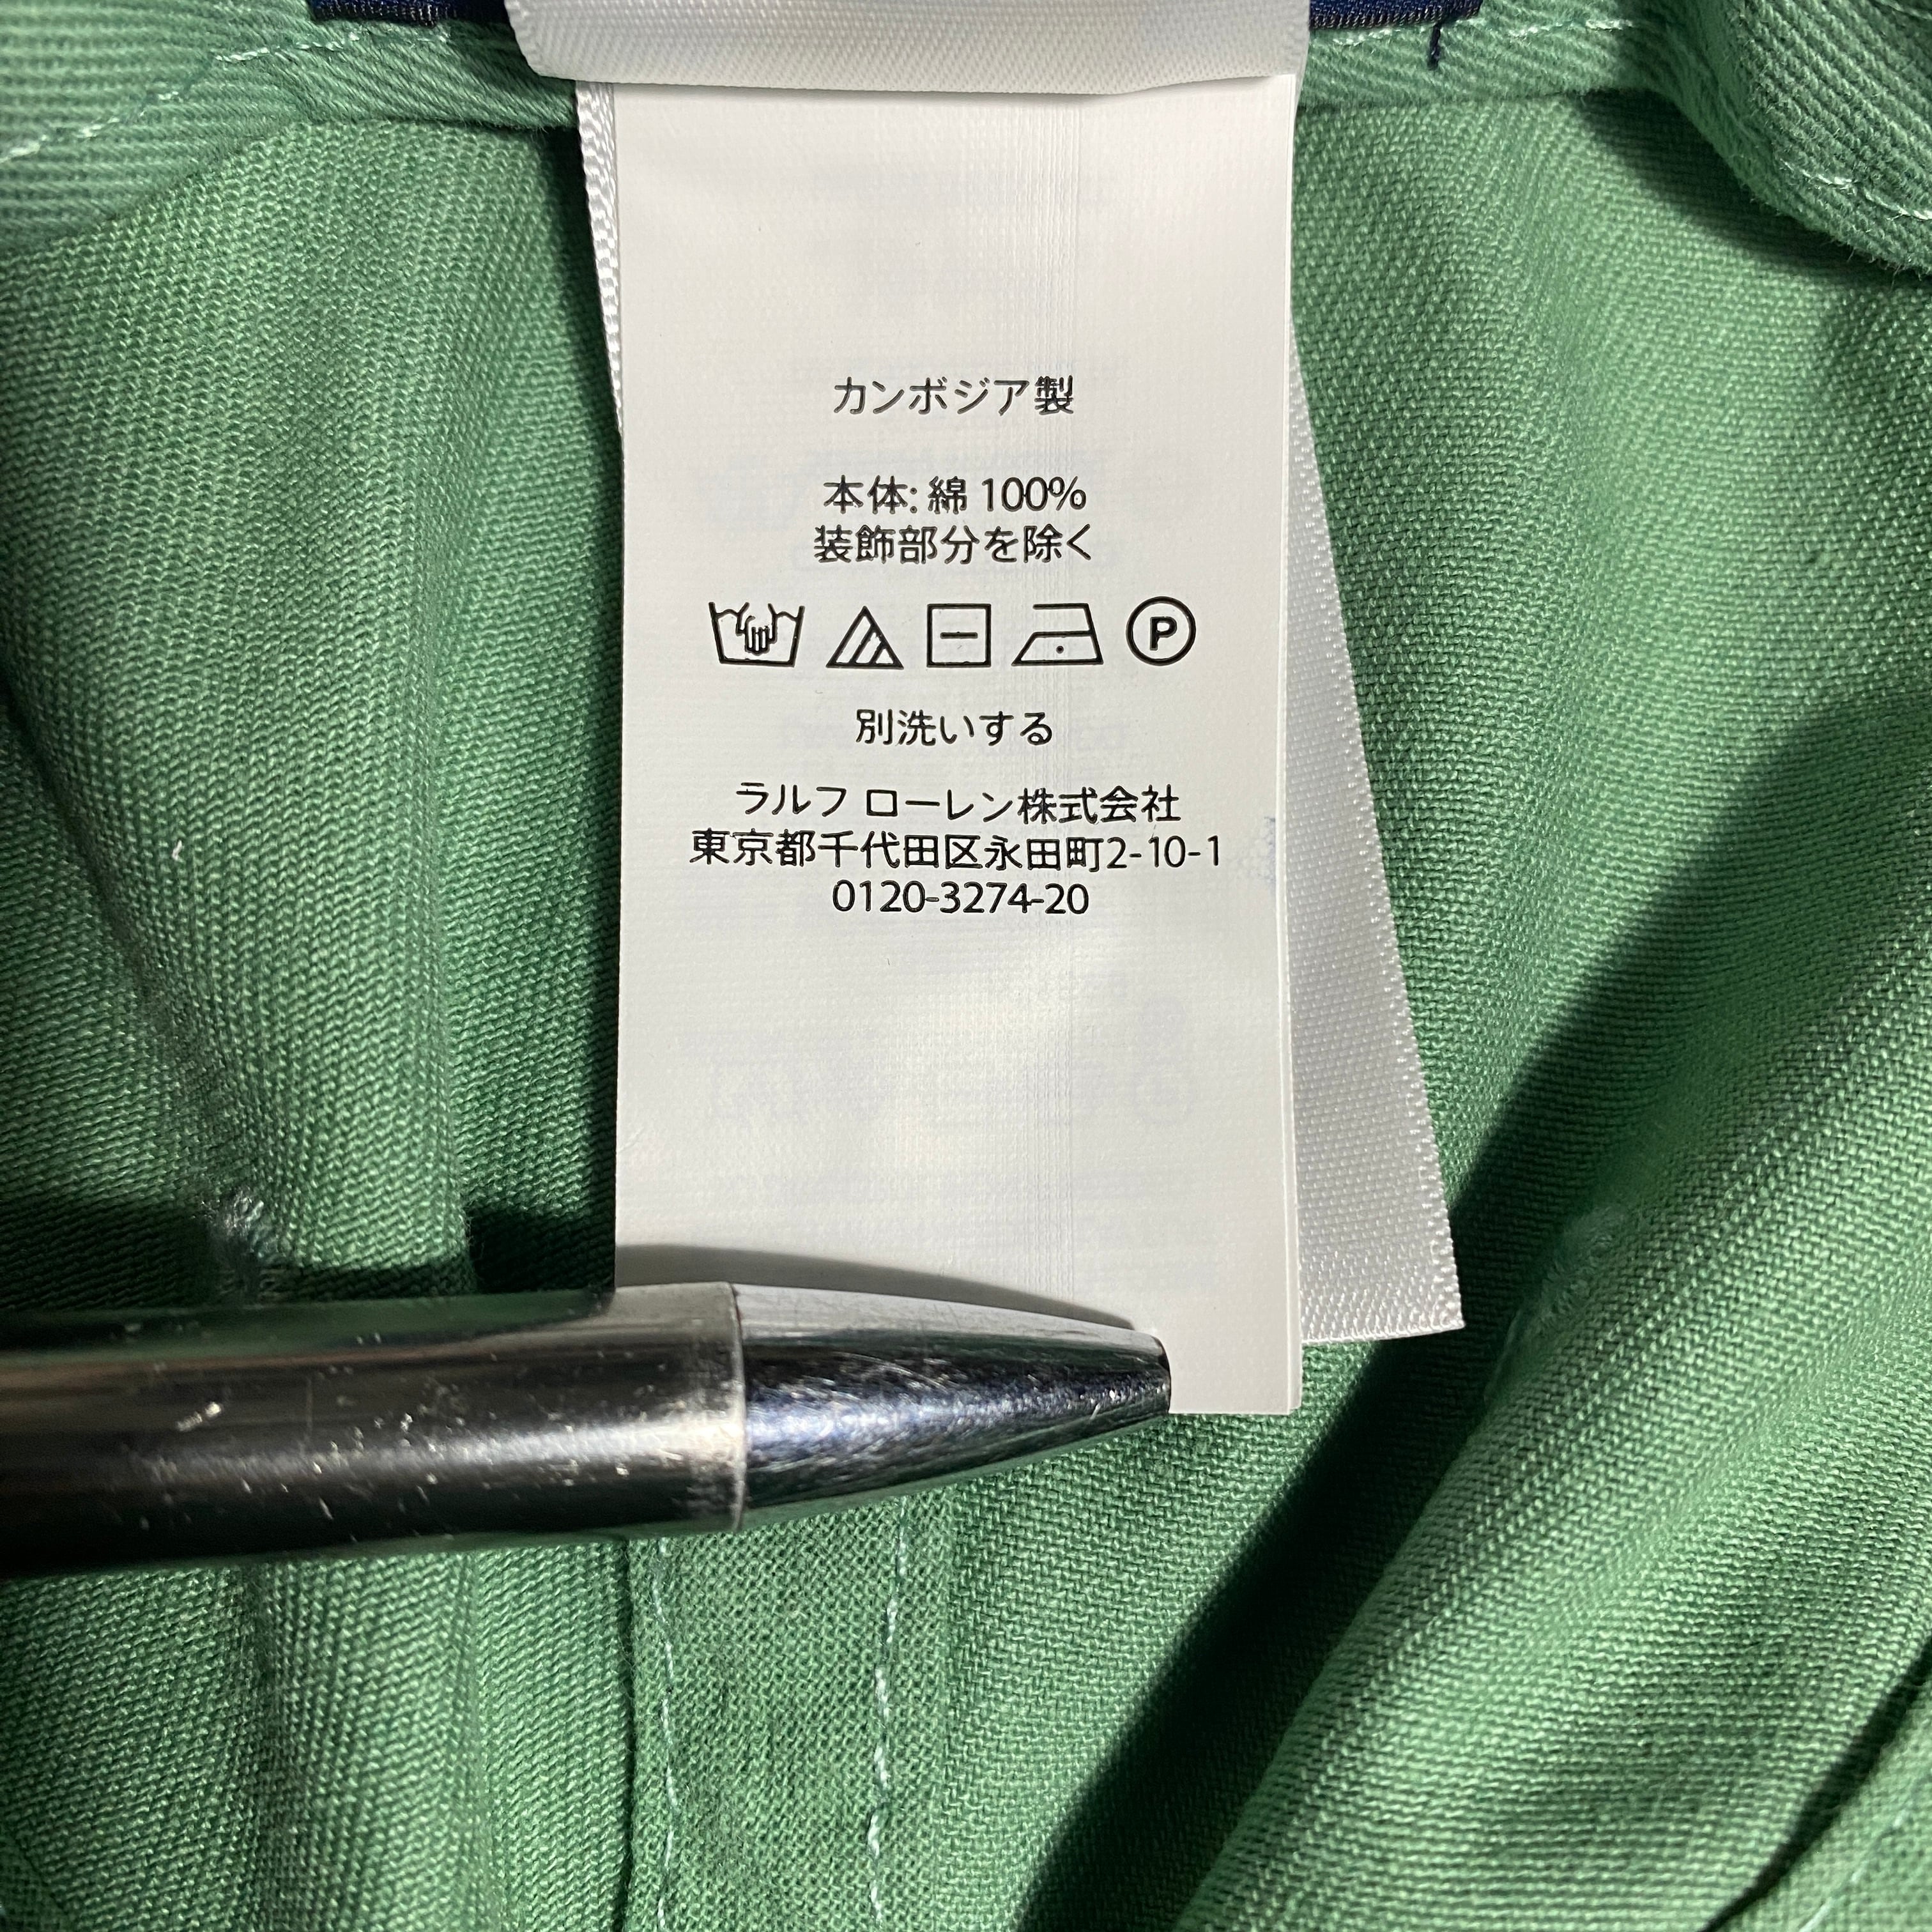 カンボジア製
本体: 綿 100%
装飾部分を除く
P
別洗いする
ラルフ ローレン株式会社
東京都千代田区永田町2-10-1
0120-3274-20